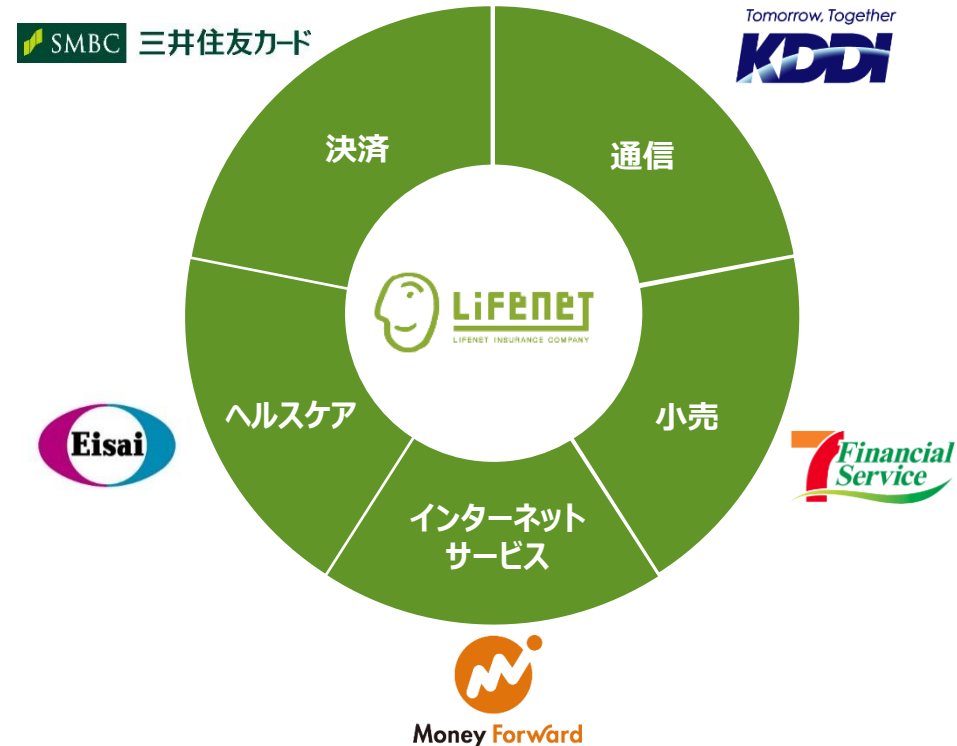 SMBC 三井住友カード
Tomorrow, Together
KDDI
決済
通信
LIFENET
LIFENET INSURANCE COMPANY
ヘルスケア
小売
Eisai
7 Financial
Service
インターネット
サービス
Money Forward